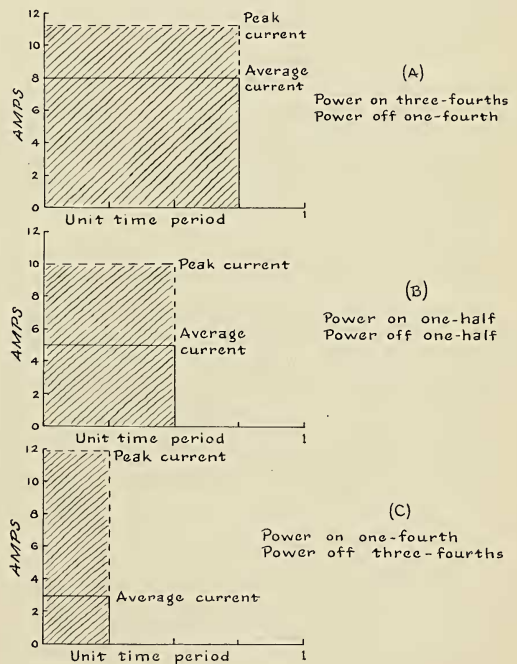 12
10
8
6
4
2
0
AMPS
Peak
current
Average
current
Unit time period
1
(A)
Power on three-fourths
Power off one-fourth
12
10
8
6
4
2
0
AMPS
Peak current
Average
current
Unit time period
1
(B)
Power on one-half
Power off one-half
12
10
8
6
4
2
0
AMPS
Peak current
Average current
Unit time period
1
(C)
Power on one-fourth
Power off three-fourths